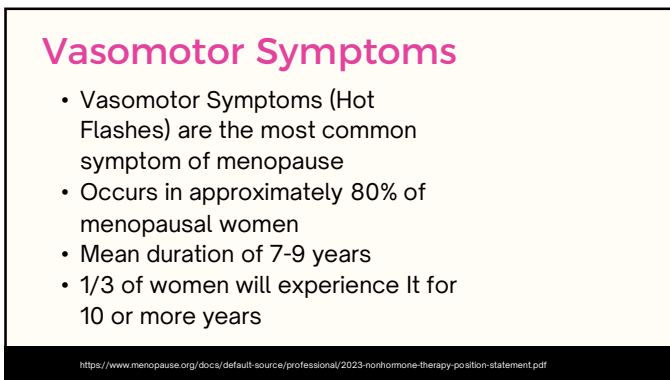 Vasomotor Symptoms
• Vasomotor Symptoms (Hot
Flashes) are the most common
symptom of menopause
• Occurs in approximately 80% of
menopausal women
• Mean duration of 7-9 years
• 1/3 of women will experience It for
10 or more years
https://www.menopause.org/docs/default-source/professional/2023-nonhormone-therapy-position-statement.pdf